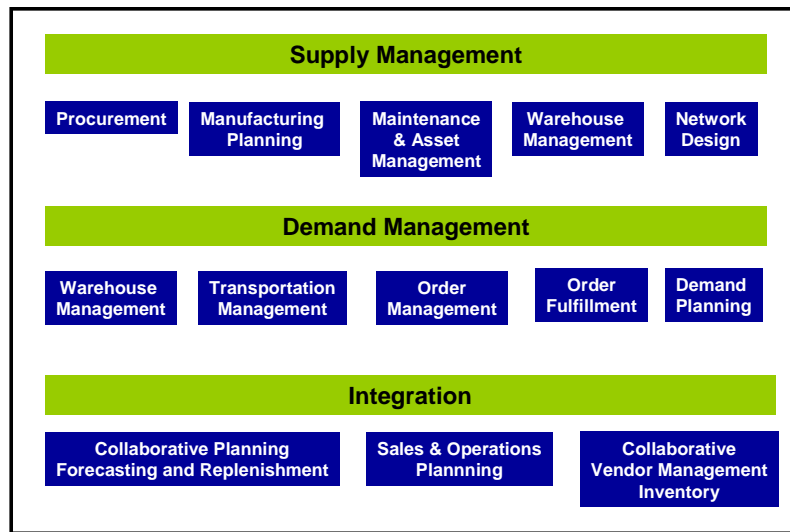 Supply Management
Procurement
Manufacturing
Planning
Maintenance
& Asset
Management
Warehouse
Management
Network
Design
Demand Management
Warehouse
Management
Transportation
Management
Order
Management
Order
Fulfillment
Demand
Planning
Integration
Collaborative Planning
Forecasting and Replenishment
Sales & Operations
Plannning
Collaborative
Vendor Management
Inventory